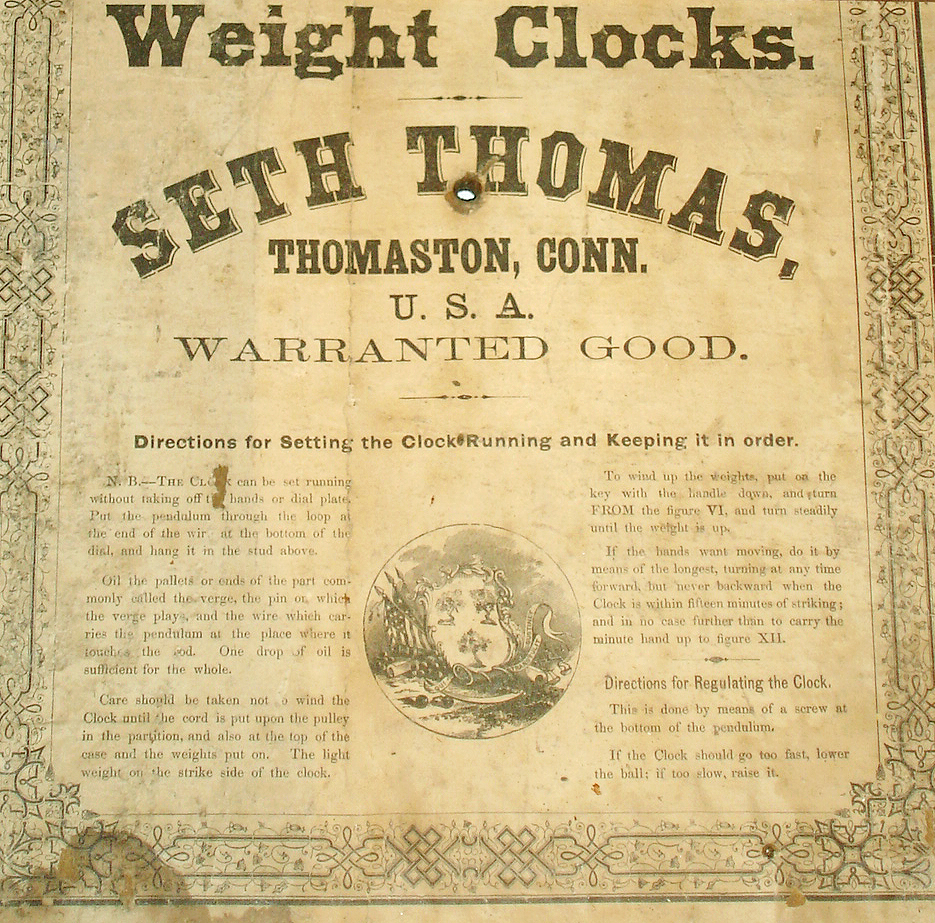 Weight Clocks.
SETH THOMAS,
THOMASTON, CONN.
U. S. A.
WARRANTED GOOD.
Directions for Setting the Clock Running and Keeping it in order.
N. B.—THE CLOCK can be set running
without taking off the hands or dial plate.
Put the pendulum through the loop at
the end of the wire at the bottom of the
dial, and hang it in the stud above.
Oil the pallets or ends of the part com-
monly called the verge, the pin on which
the verge plays, and the wire which car-
ries the pendulum at the place where it
touches the rod. One drop of oil is
sufficient for the whole.
Care should be taken not to wind the
Clock until the cord is put upon the pulley
in the partition, and also at the top of the
case and the weights put on. The light
weight on the strike side of the clock.
To wind up the weights, put on the
key with the handle down, and turn
FROM the figure VI, and turn steadily
until the weight is up.
If the hands want moving, do it by
means of the longest, turning at any time
forward, but never backward when the
Clock is within fifteen minutes of striking;
and in no case further than to carry the
minute hand up to figure XII.
Directions for Regulating the Clock.
This is done by means of a screw at
the bottom of the pendulum.
If the Clock should go too fast, lower
the ball; if too slow, raise it.